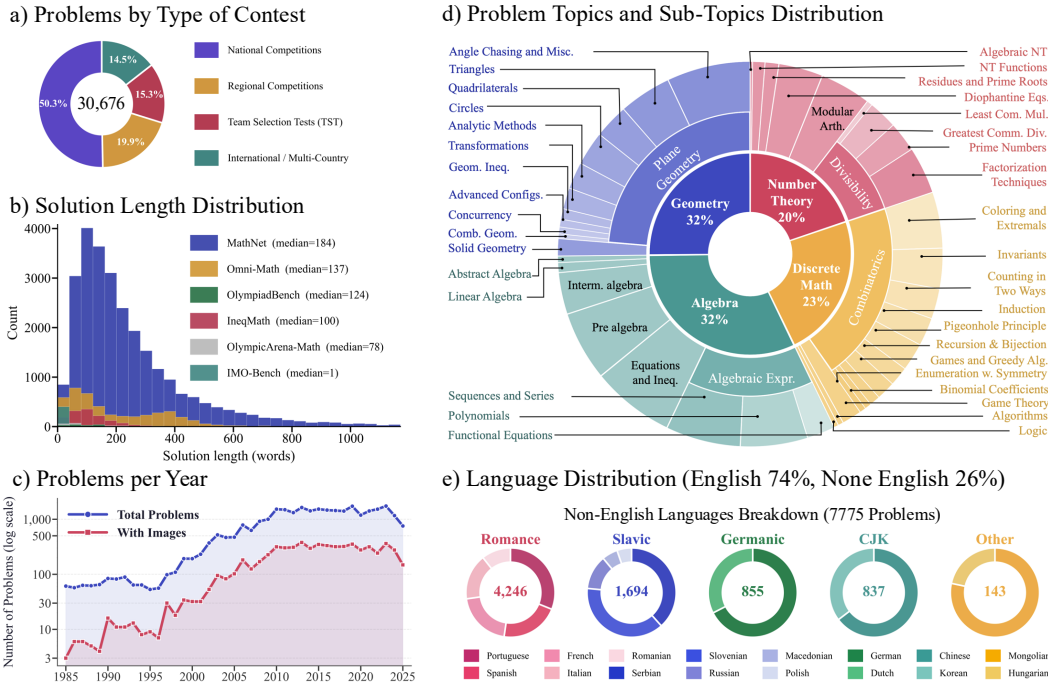 a) Problems by Type of Contest
14.5%
50.3%
30,676
15.3%
19.9%
National Competitions
Regional Competitions
Team Selection Tests (TST)
International / Multi-Country
b) Solution Length Distribution
4000
3000
2000
1000
0
Count
0
200
400
600
800
1000
Solution length (words)
MathNet (median=184)
Omni-Math (median=137)
OlympiadBench (median=124)
IneqMath (median=100)
OlympicArena-Math (median=78)
IMO-Bench (median=1)
c) Problems per Year
Number of Problems (log scale)
1,000
500
100
30
10
3
Total Problems
With Images
1985
1990
1995
2000
2005
2010
2015
2020
2025
d) Problem Topics and Sub-Topics Distribution
Angle Chasing and Misc.
Triangles
Quadrilaterals
Circles
Analytic Methods
Transformations
Geom. Ineq.
Advanced Configs.
Concurrency
Comb. Geom.
Solid Geometry
Abstract Algebra
Linear Algebra
Sequences and Series
Polynomials
Functional Equations
Plane
Geometry
Geometry
32%
Number
Theory
20%
Algebra
32%
Discrete
Math
23%
Modular
Arth.
Divisibility
Combinatorics
Interm. algebra
Pre algebra
Equations
and Ineq.
Algebraic Expr.
Algebraic NT
NT Functions
Residues and Prime Roots
Diophantine Eqs.
Least Com. Mul.
Greatest Comm. Div.
Prime Numbers
Factorization
Techniques
Coloring and
Extremals
Invariants
Counting in
Two Ways
Induction
Pigeonhole Principle
Recursion & Bijection
Games and Greedy Alg.
Enumeration w. Symmetry
Binomial Coefficients
Game Theory
Algorithms
Logic
e) Language Distribution (English 74%, None English 26%)
Non-English Languages Breakdown (7775 Problems)
Romance
Slavic
Germanic
CJK
Other
4,246
1,694
855
837
143
Portuguese
French
Romanian
Slovenian
Macedonian
German
Chinese
Mongolian
Spanish
Italian
Serbian
Russian
Polish
Dutch
Korean
Hungarian